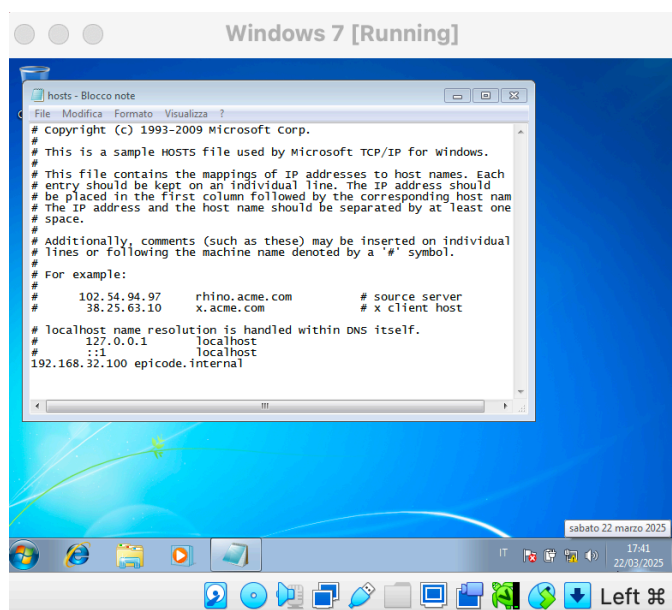 Windows 7 [Running]
hosts - Blocco note
File Modifica Formato Visualizza ?
# Copyright (c) 1993-2009 Microsoft Corp.
#
# This is a sample HOSTS file used by Microsoft TCP/IP for Windows.
#
# This file contains the mappings of IP addresses to host names. Each
# entry should be kept on an individual line. The IP address should
# be placed in the first column followed by the corresponding host nam
# The IP address and the host name should be separated by at least one
# space.
#
# Additionally, comments (such as these) may be inserted on individual
# lines or following the machine name denoted by a '#' symbol.
#
# For example:
#
# 102.54.94.97 rhino.acme.com # source server
# 38.25.63.10 x.acme.com # x client host

# localhost name resolution is handled within DNS itself.
# 127.0.0.1 localhost
# ::1 localhost
192.168.32.100 epicode.internal
sabato 22 marzo 2025
IT
17:41
22/03/2025
Left ⌘